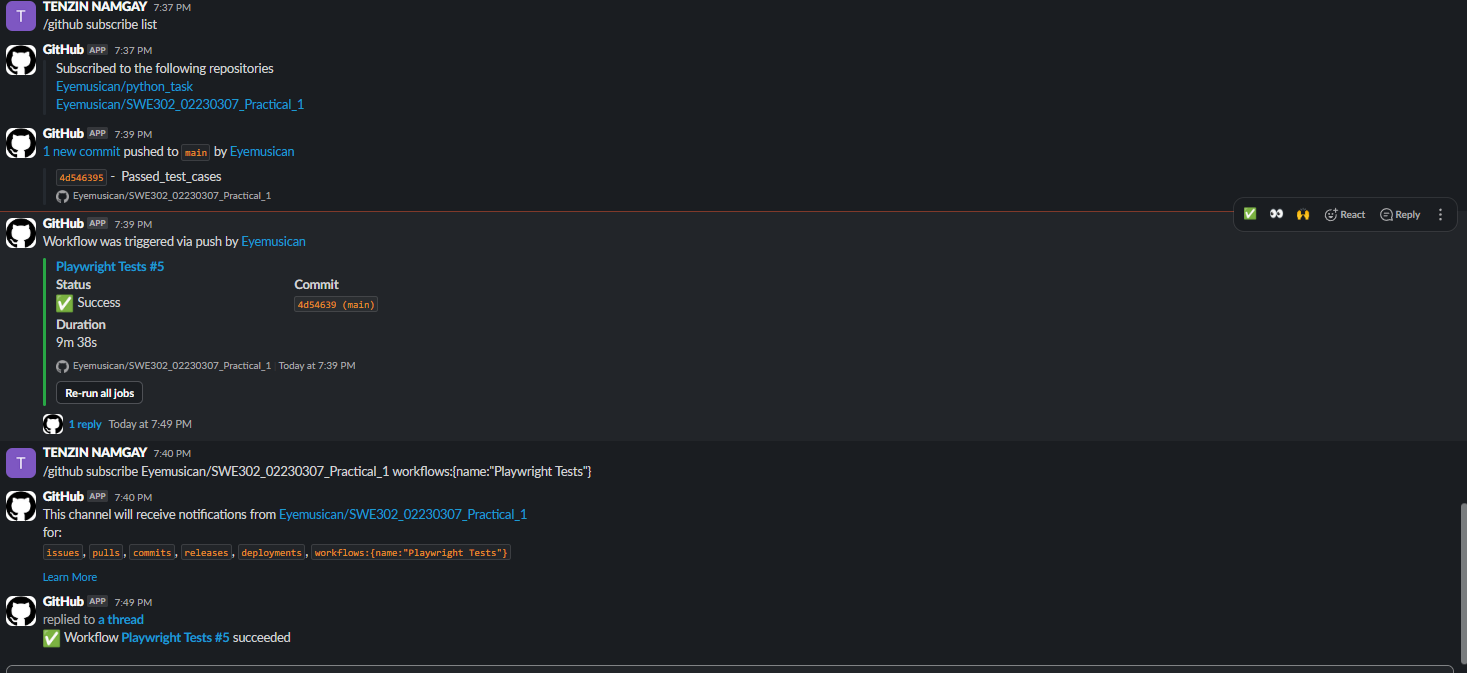 T
TENZIN NAMGAY 7:37 PM
/github subscribe list
GitHub APP 7:37 PM
Subscribed to the following repositories
Eyemusican/python_task
Eyemusican/SWE302_02230307_Practical_1
GitHub APP 7:39 PM
1 new commit pushed to main by Eyemusican
4d546395 - Passed_test_cases
Eyemusican/SWE302_02230307_Practical_1
React Reply
GitHub APP 7:39 PM
Workflow was triggered via push by Eyemusican
Playwright Tests #5
Status Commit
Success 4d54639 (main)
Duration
9m 38s
Eyemusican/SWE302_02230307_Practical_1 Today at 7:39 PM
Re-run all jobs
1 reply Today at 7:49 PM
T
TENZIN NAMGAY 7:40 PM
/github subscribe Eyemusican/SWE302_02230307_Practical_1 workflows:{name:"Playwright Tests"}
GitHub APP 7:40 PM
This channel will receive notifications from Eyemusican/SWE302_02230307_Practical_1
for:
issues, pulls, commits, releases, deployments, workflows:{name:"Playwright Tests"}
Learn More
GitHub APP 7:49 PM
replied to a thread
Workflow Playwright Tests #5 succeeded